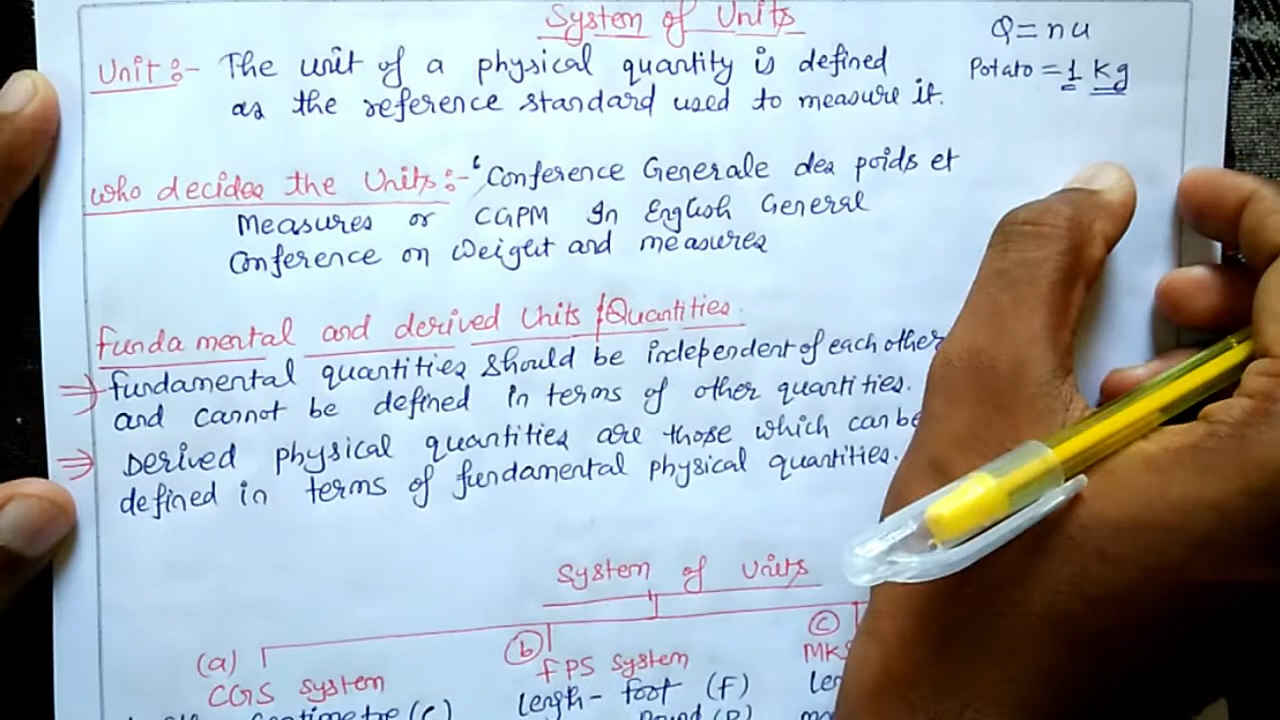 System of Units
Q = nu
Unit :- The unit of a physical quantity is defined
Potato = 1 kg
as the reference standard used to measure it.
who decides the Units :- ‘Conference Generale des poids et
Measures or CGPM In English General
Conference on Weight and measures
Fundamental and derived Units / Quantities.
⇒ fundamental quantities should be independent of each other
and cannot be defined in terms of other quantities.
⇒ Derived physical quantities are those which can be
defined in terms of fundamental physical quantities.
System of Units
(a)
CGS System
(b)
FPS System
Length - foot (F)
(c)
MKS